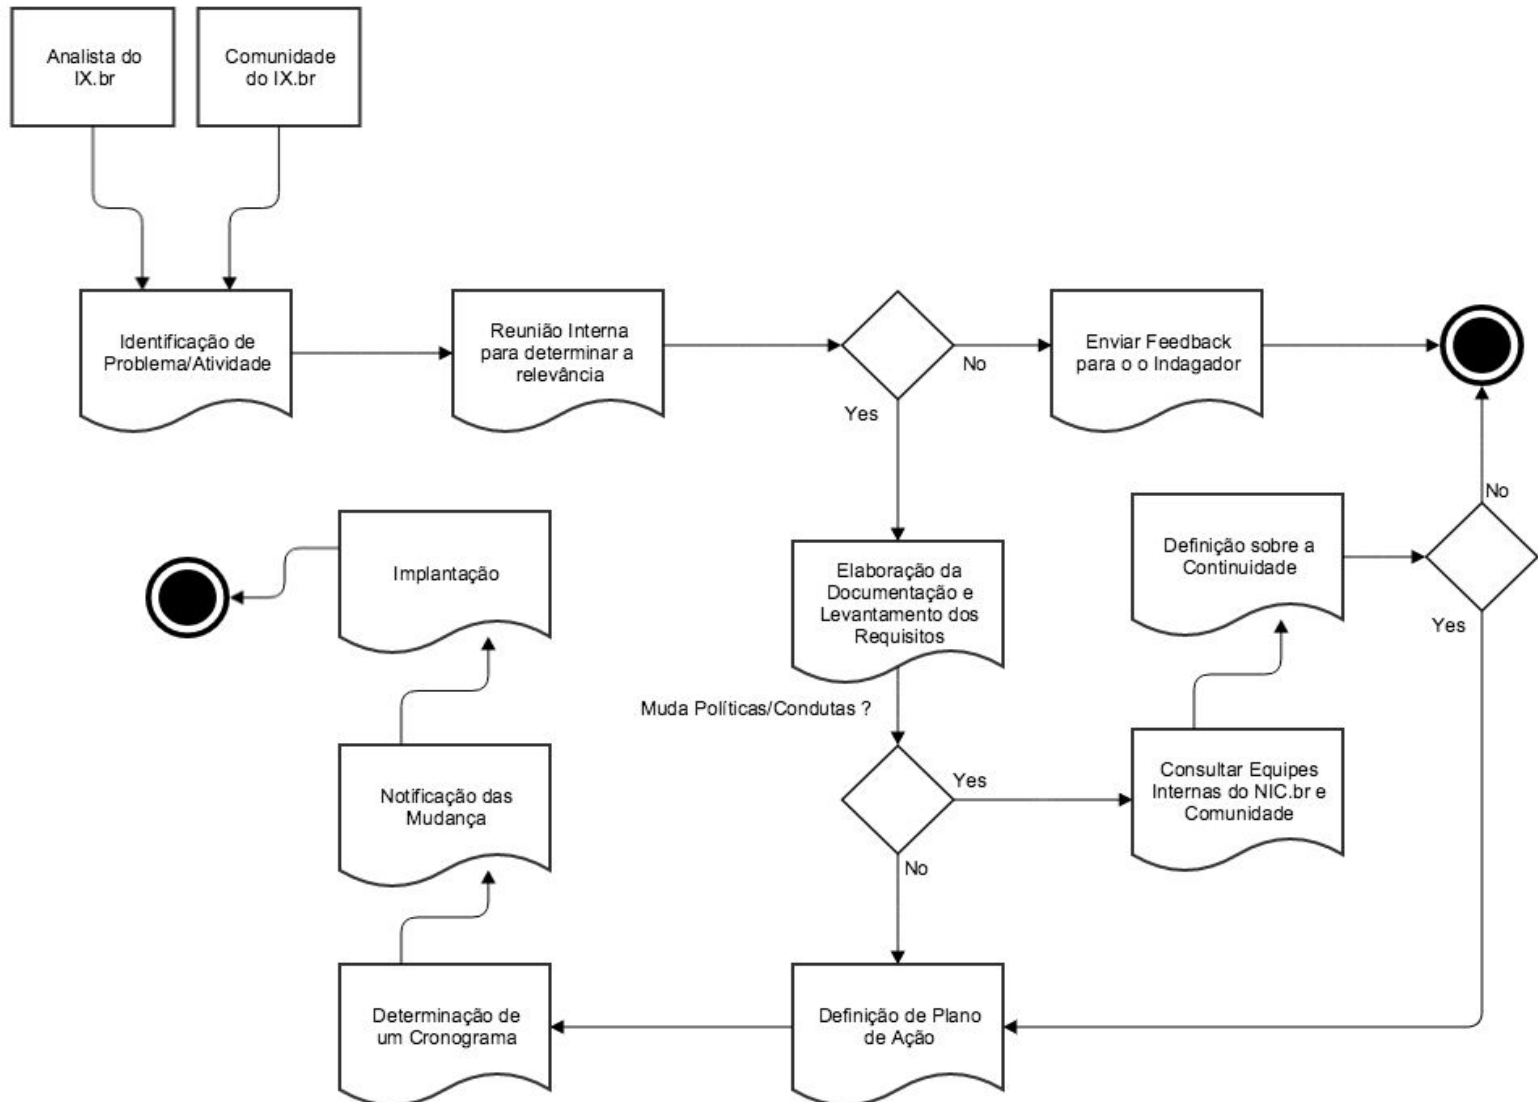 Analista do
IX.br
Comunidade
do IX.br
Identificação de
Problema/Atividade
Reunião Interna
para determinar a
relevância
No
Yes
Enviar Feedback
para o o Indagador
Implantação
Elaboração da
Documentação e
Levantamento dos
Requisitos
Definição sobre a
Continuidade
No
Yes
Muda Políticas/Condutas ?
Notificação das
Mudança
Yes
No
Consultar Equipes
Internas do NIC.br e
Comunidade
Determinação de
um Cronograma
Definição de Plano
de Ação